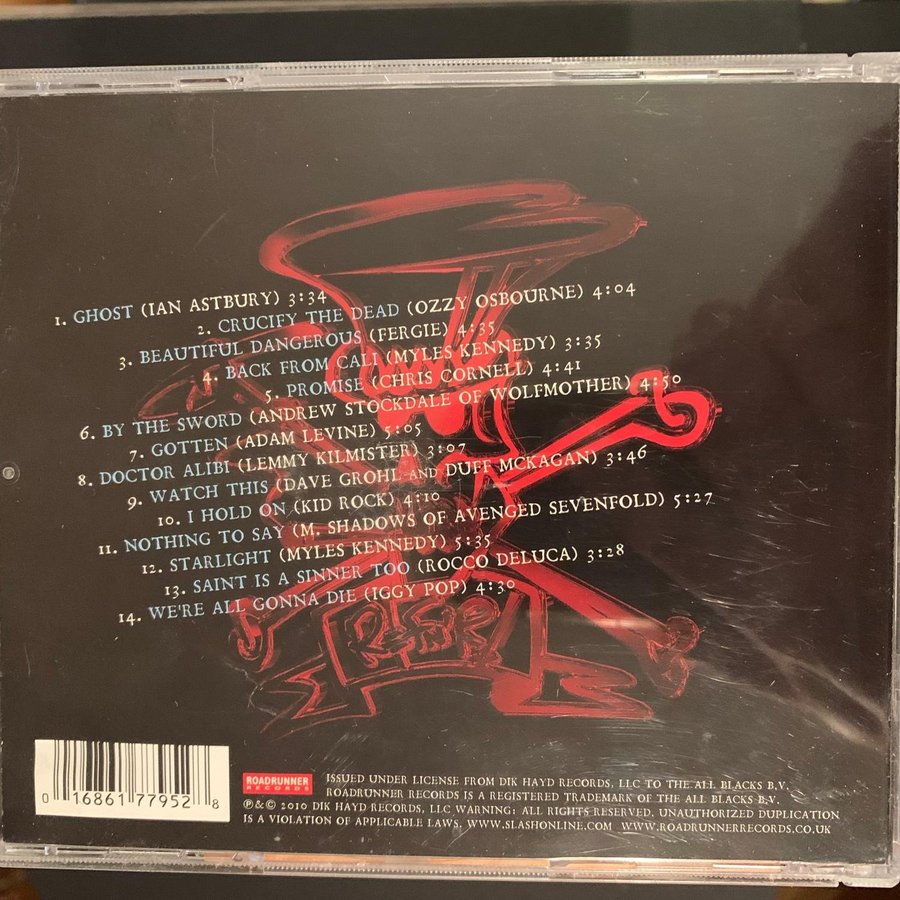 1. GHOST (IAN ASTBURY) 3:34
2. CRUCIFY THE DEAD (OZZY OSBOURNE) 4:04
3. BEAUTIFUL DANGEROUS (FERGIE) 4:35
4. BACK FROM CALI (MYLES KENNEDY) 3:35
5. PROMISE (CHRIS CORNELL) 4:41
6. BY THE SWORD (ANDREW STOCKDALE OF WOLFMOTHER) 4:50
7. GOTTEN (ADAM LEVINE) 5:05
8. DOCTOR ALIBI (LEMMY KILMISTER) 3:07
9. WATCH THIS (DAVE GROHL AND DUFF MCKAGAN) 3:46
10. I HOLD ON (KID ROCK) 4:10
11. NOTHING TO SAY (M. SHADOWS OF AVENGED SEVENFOLD) 5:27
12. STARLIGHT (MYLES KENNEDY) 5:35
13. SAINT IS A SINNER TOO (ROCCO DELUCA) 3:28
14. WE'RE ALL GONNA DIE (IGGY POP) 4:30
R&FNR
0 16861 77952 8
ROADRUNNER
RECORDS
ISSUED UNDER LICENSE FROM DIK HAYD RECORDS, LLC TO THE ALL BLACKS B.V.
ROADRUNNER RECORDS IS A REGISTERED TRADEMARK OF THE ALL BLACKS B.V.
℗&© 2010 DIK HAYD RECORDS, LLC WARNING: ALL RIGHTS RESERVED. UNAUTHORIZED DUPLICATION
IS A VIOLATION OF APPLICABLE LAWS. WWW.SLASHONLINE.COM WWW.ROADRUNNERRECORDS.CO.UK